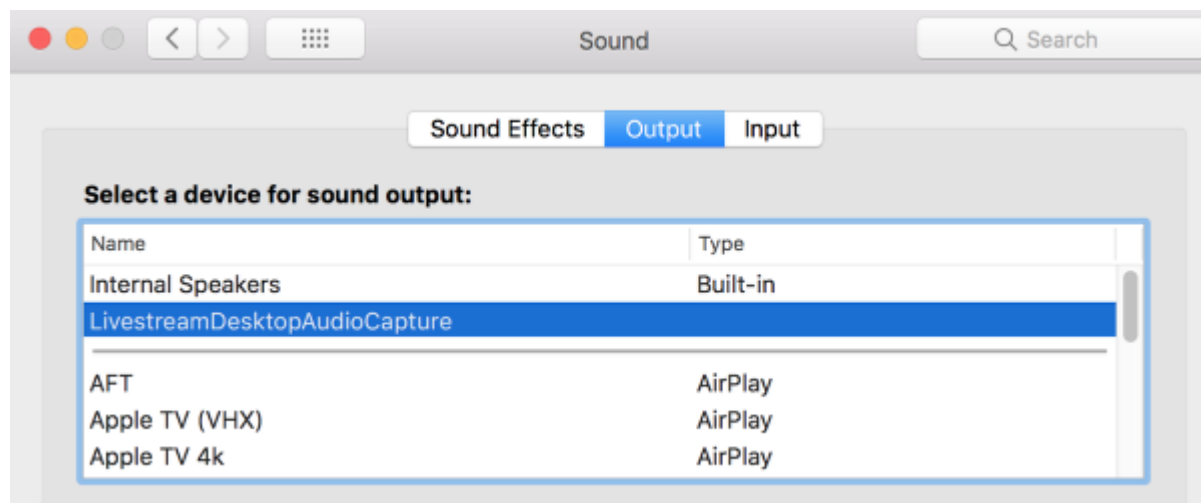 Sound
Search
Sound Effects Output Input
Select a device for sound output:
Name Type
Internal Speakers Built-in
LivestreamDesktopAudioCapture
AFT AirPlay
Apple TV (VHX) AirPlay
Apple TV 4k AirPlay